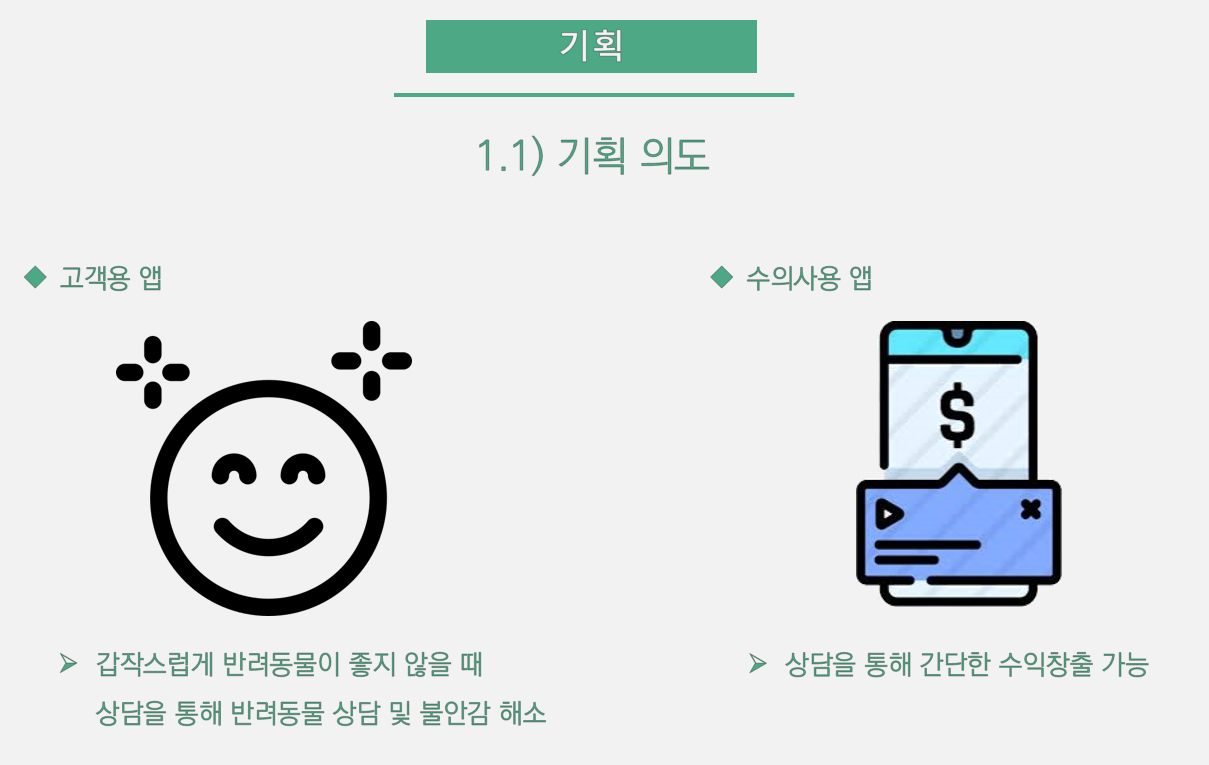 기획
1.1) 기획 의도
고객용 앱
수의사용 앱
$
갑작스럽게 반려동물이 좋지 않을 때
상담을 통해 반려동물 상담 및 불안감 해소
상담을 통해 간단한 수익창출 가능